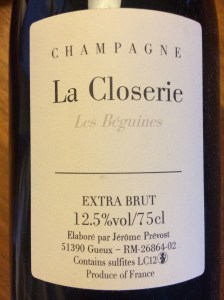 CHAMPAGNE
La Closerie
Les Béguines
EXTRA BRUT
12.5%vol/75cl
Elaboré par Jérôme Prévost
51390 Gueux – RM-26864-02
Contains sulfites LC12
Produce of France